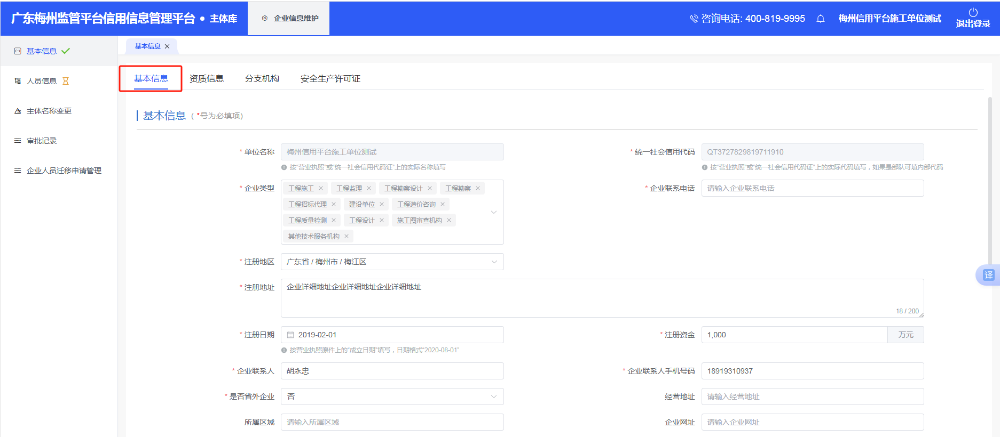 广东梅州监管平台信用信息管理平台 • 主体库
企业信息维护
咨询电话: 400-819-9995
梅州信用平台施工单位测试
退出登录
基本信息
人员信息
主体名称变更
审批记录
企业人员迁移申请管理
基本信息
基本信息 资质信息 分支机构 安全生产许可证
基本信息 ( *号为必填项)
* 单位名称 梅州信用平台施工单位测试
按“营业执照”或“统一社会信用代码证”上的实际名称填写
* 统一社会信用代码 QT3727829819711910
按“营业执照”或“统一社会信用代码证”上的实际代码填写，如果是部队可填内部代码
* 企业类型 工程施工 × 工程监理 × 工程勘察设计 × 工程勘察 ×
工程招标代理 × 建设单位 × 工程造价咨询 ×
工程质量检测 × 工程设计 × 施工图审查机构 ×
其他技术服务机构 ×
* 企业联系电话 请输入企业联系电话
* 注册地区 广东省 / 梅州市 / 梅江区
* 注册地址 企业详细地址企业详细地址企业详细地址
18 / 200
* 注册日期 2019-02-01
按营业执照原件上的“成立日期”填写，日期格式“2020-08-01”
* 注册资金 1,000 万元
* 企业联系人 胡永忠
* 企业联系人手机号码 18919310937
* 是否省外企业 否
经营地址 请输入经营地址
所属区域 请输入所属区域
企业网址 请输入企业网址
译